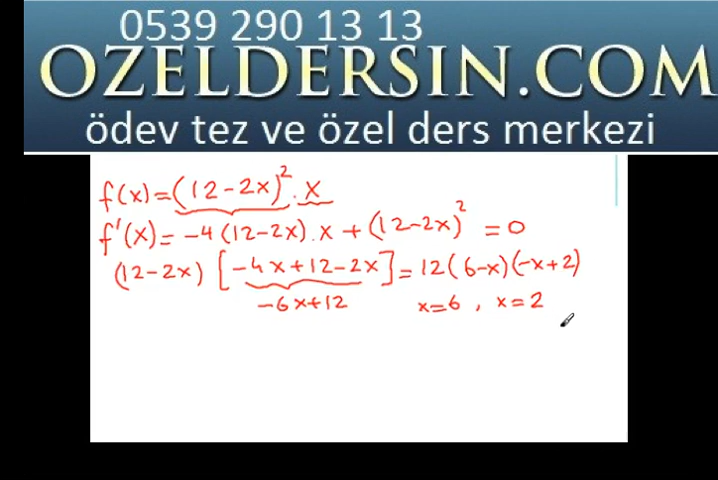 0539 290 13 13
OZELDERSIN.COM
ödev tez ve özel ders merkezi
f(x)=(12-2x)².x
f'(x)=-4(12-2x).x+(12-2x)²=0
(12-2x)[-4x+12-2x]=12(6-x)(-x+2)
-6x+12 x=6, x=2